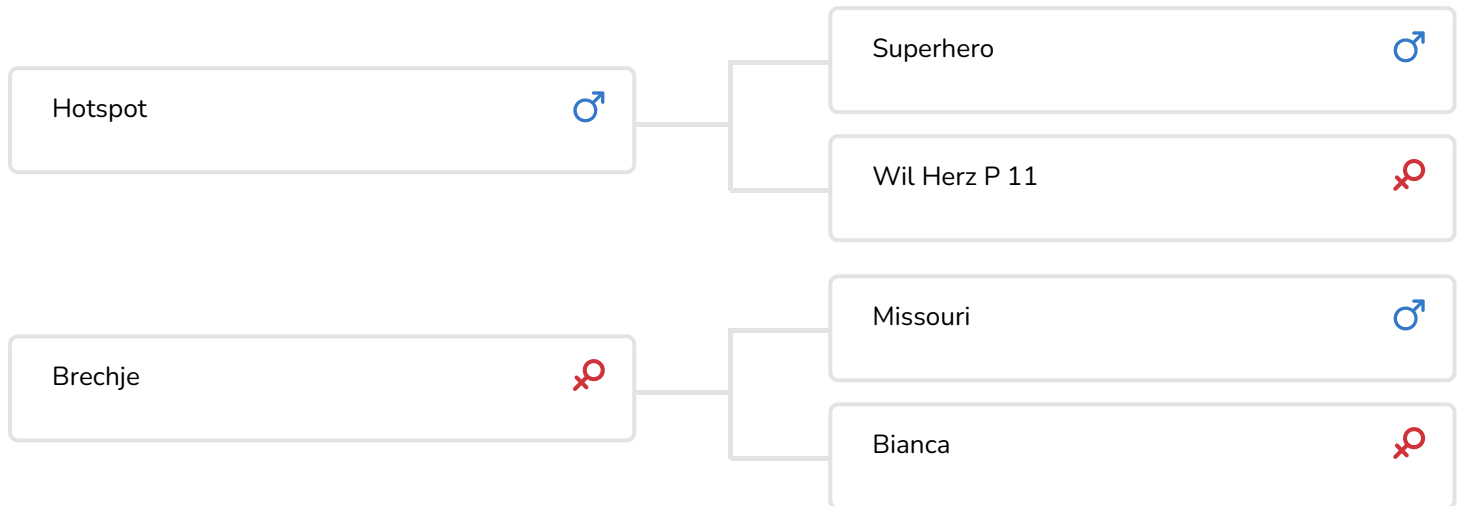 Hotspot
Superhero
Wil Herz P 11
Brechje
Missouri
Bianca